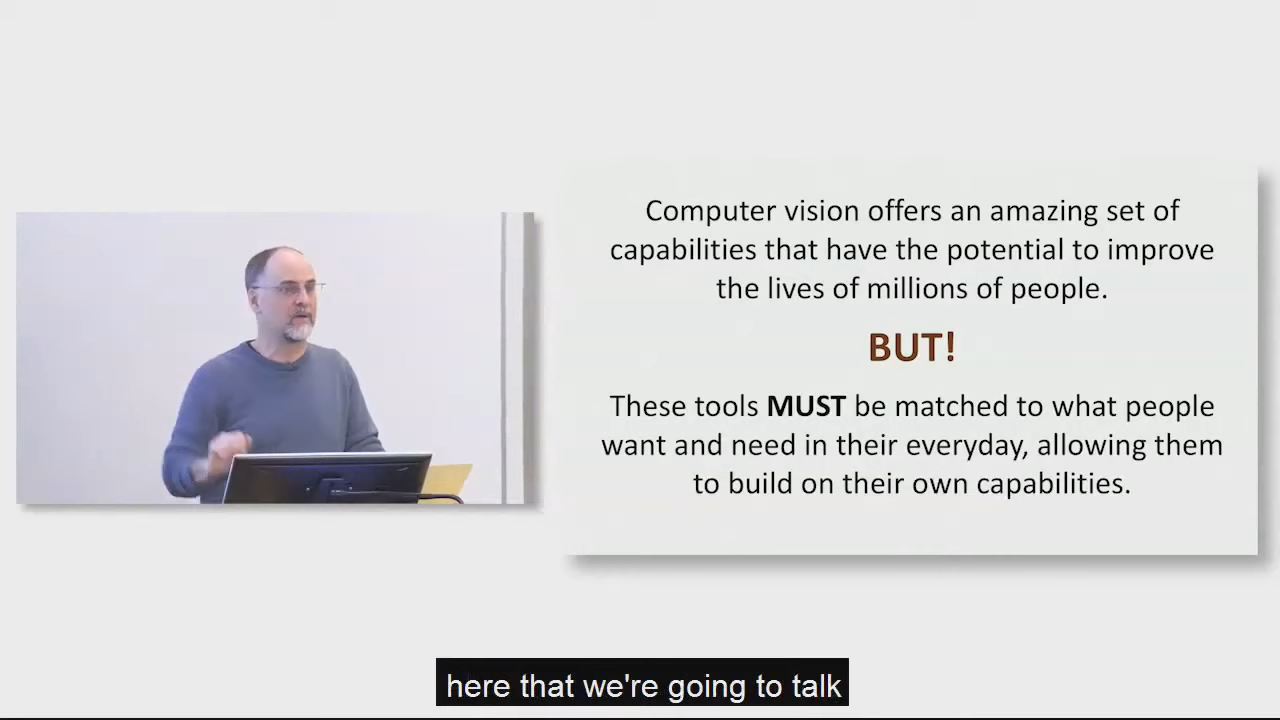 Computer vision offers an amazing set of
capabilities that have the potential to improve
the lives of millions of people.
BUT!
These tools MUST be matched to what people
want and need in their everyday, allowing them
to build on their own capabilities.
here that we're going to talk